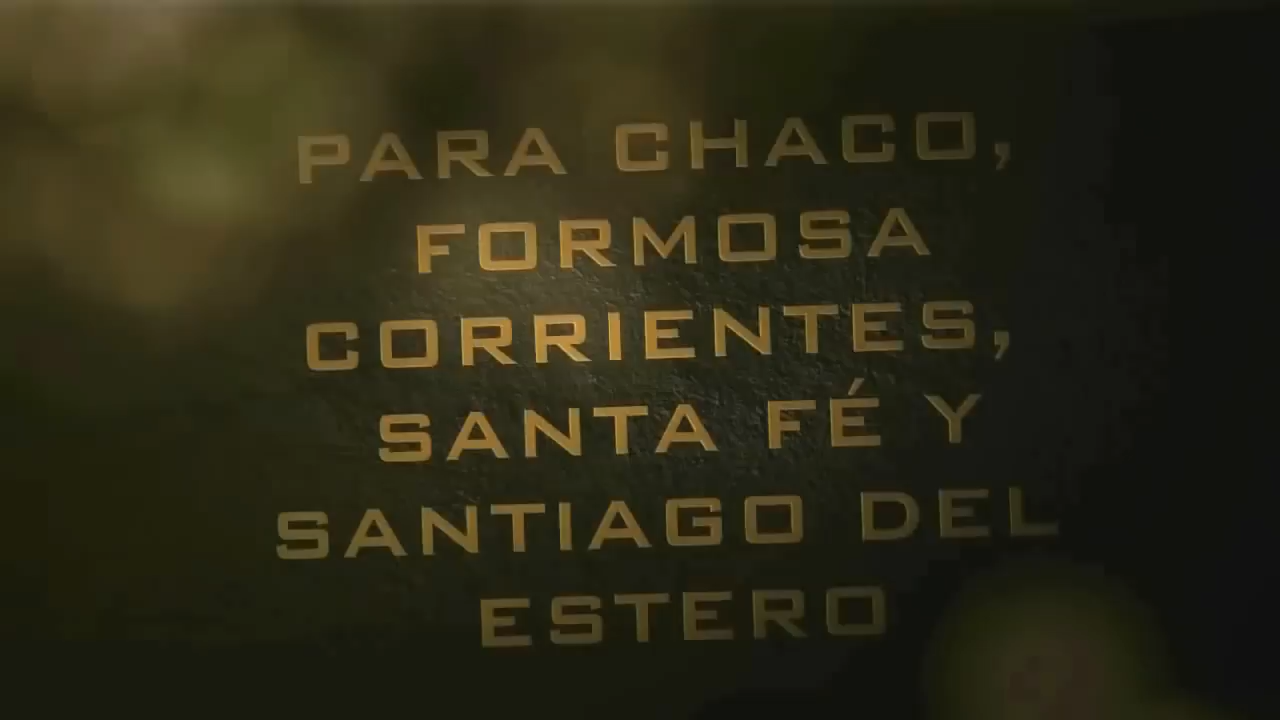 PARA CHACO,
FORMOSA
CORRIENTES,
SANTA FÉ Y
SANTIAGO DEL
ESTERO